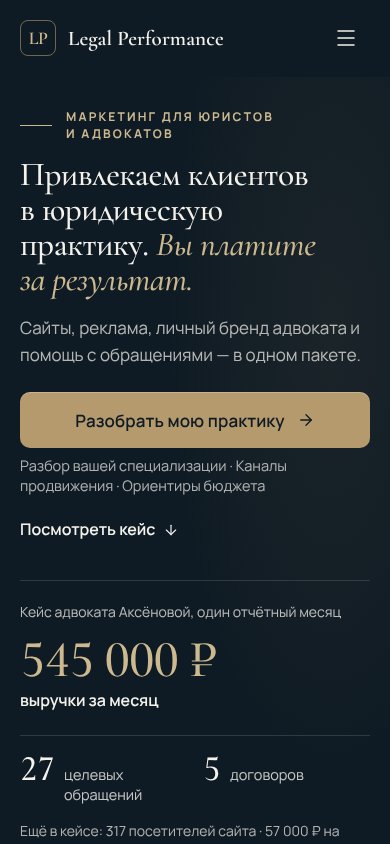 LP Legal Performance
МАРКЕТИНГ ДЛЯ ЮРИСТОВ
И АДВОКАТОВ
Привлекаем клиентов
в юридическую
практику. Вы платите
за результат.
Сайты, реклама, личный бренд адвоката и
помощь с обращениями — в одном пакете.
Разобрать мою практику →
Разбор вашей специализации · Каналы
продвижения · Ориентиры бюджета
Посмотреть кейс ↓
Кейс адвоката Аксёновой, один отчётный месяц
545 000 ₽
выручки за месяц
27 целевых обращений
5 договоров
Ещё в кейсе: 317 посетителей сайта · 57 000 ₽ на